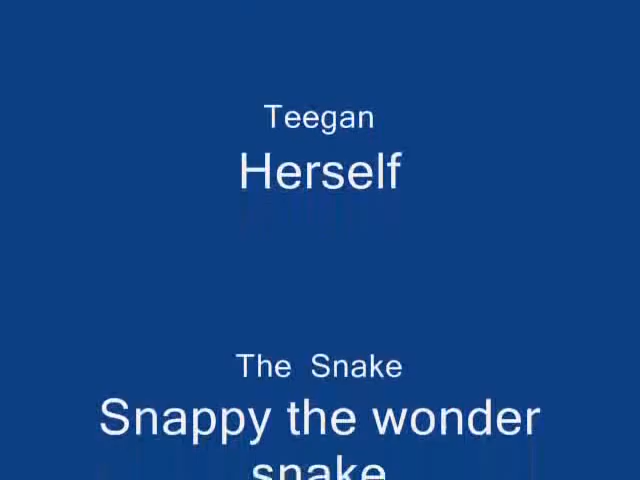 Teegan
Herself
The Snake
Snappy the wonder
snake